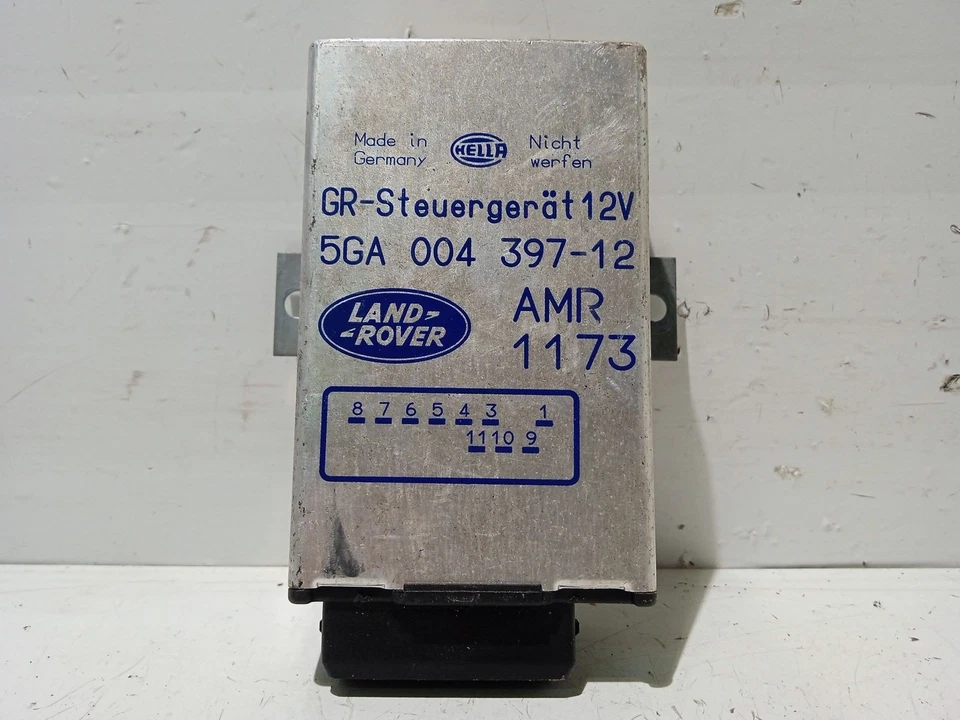 Made in Germany
HELLA
Nicht werfen
GR-Steuergerät 12V
5GA 004 397-12
LAND-
-ROVER
AMR
1173
8 7 6 5 4 3 1
11 10 9